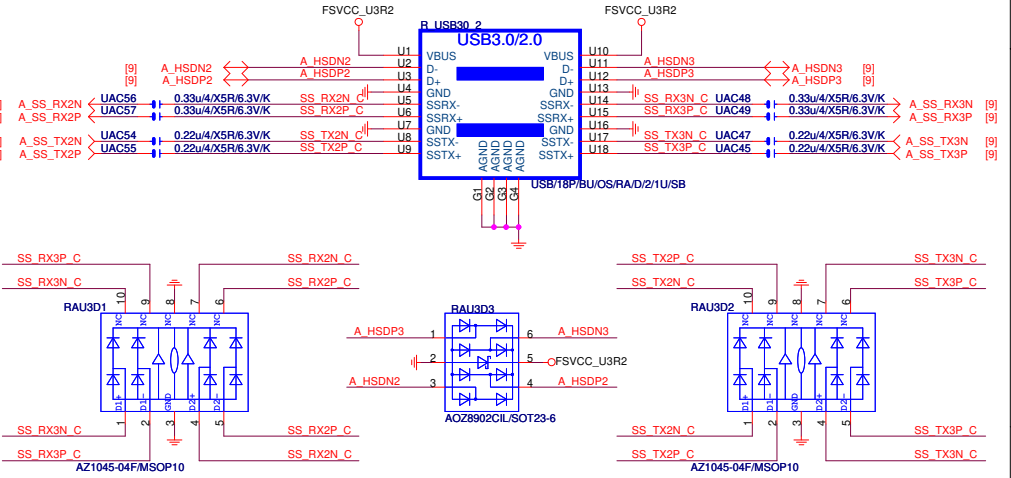 FSVCC_U3R2 FSVCC_U3R2
R_USB30_2
USB3.0/2.0
U1 VBUS VBUS U10
[9] A_HSDN2 A_HSDN2 U2 D- D- U11 A_HSDN3 A_HSDN3 [9]
[9] A_HSDP2 A_HSDP2 U3 D+ D+ U12 A_HSDP3 A_HSDP3 [9]
U4 GND GND U13
A_SS_RX2N UAC56 0.33u/4/X5R/6.3V/K SS_RX2N_C U5 SSRX- SSRX- U14 SS_RX3N_C UAC48 0.33u/4/X5R/6.3V/K A_SS_RX3N [9]
A_SS_RX2P UAC57 0.33u/4/X5R/6.3V/K SS_RX2P_C U6 SSRX+ SSRX+ U15 SS_RX3P_C UAC49 0.33u/4/X5R/6.3V/K A_SS_RX3P [9]
U7 GND GND U16
A_SS_TX2N UAC54 0.22u/4/X5R/6.3V/K SS_TX2N_C U8 SSTX- SSTX- U17 SS_TX3N_C UAC47 0.22u/4/X5R/6.3V/K A_SS_TX3N [9]
A_SS_TX2P UAC55 0.22u/4/X5R/6.3V/K SS_TX2P_C U9 SSTX+ SSTX+ U18 SS_TX3P_C UAC45 0.22u/4/X5R/6.3V/K A_SS_TX3P [9]
AGND AGND AGND AGND
G1 G2 G3 G4
USB/18P/BU/OS/RA/D/2/1U/SB
SS_RX3P_C SS_RX2N_C SS_TX2P_C SS_TX3N_C
SS_RX3N_C SS_RX2P_C SS_TX2N_C SS_TX3P_C
10 9 8 7 6 10 9 8 7 6
RAU3D1 RAU3D3 RAU3D2
NC NC GND NC NC NC NC GND NC NC
A_HSDP3 1 6 A_HSDN3
2 5 FSVCC_U3R2
A_HSDN2 3 4 A_HSDP2
D1+ D1- GND D2+ D2- D1+ D1- GND D2+ D2-
AOZ8902CIL/SOT23-6
1 2 3 4 5 1 2 3 4 5
SS_RX3N_C SS_RX2P_C SS_TX2N_C SS_TX3P_C
SS_RX3P_C SS_RX2N_C SS_TX2P_C SS_TX3N_C
AZ1045-04F/MSOP10 AZ1045-04F/MSOP10